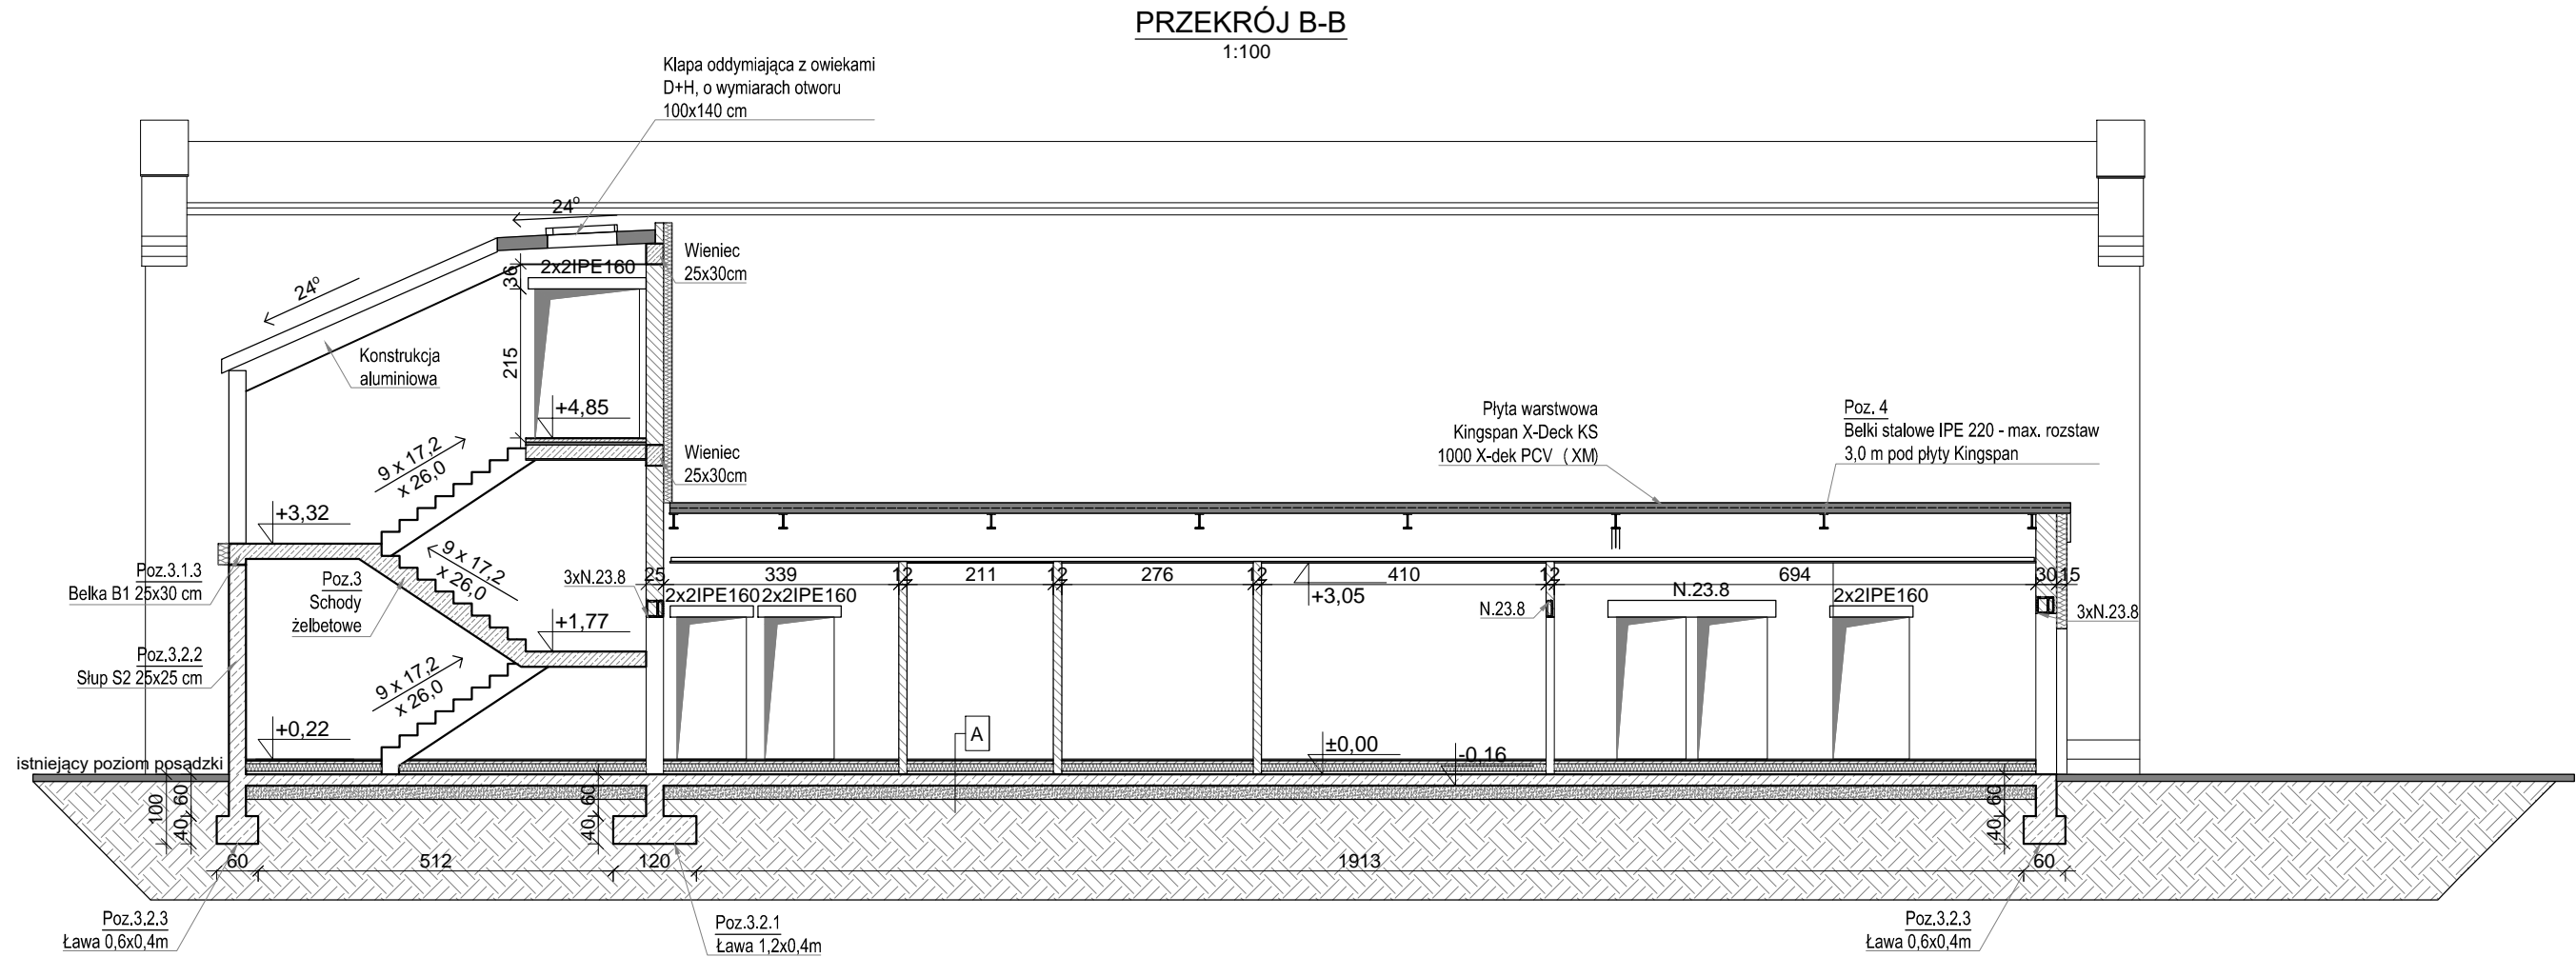 PRZEKRÓJ B-B
1:100
Klapa oddymiająca z owiekami
D+H, o wymiarach otworu
100x140 cm
24°
Wieniec
25x30cm
2x2IPE160
36
24°
Konstrukcja
aluminiowa
215
+4,85
Płyta warstwowa
Kingspan X-Deck KS
1000 X-dek PCV (XM)
Poz. 4
Belki stalowe IPE 220 - max. rozstaw
3,0 m pod płyty Kingspan
9 x 17,2
x 26,0
Wieniec
25x30cm
+3,32
9 x 17,2
x 26,0
Poz.3.1.3
Belka B1 25x30 cm
Poz.3
Schody
żelbetowe
3xN.23.8
25
339
12
211
12
276
12
410
12
694
30
15
+3,05
2x2IPE160
2x2IPE160
N.23.8
N.23.8
2x2IPE160
3xN.23.8
+1,77
Poz.3.2.2
Słup S2 25x25 cm
9 x 17,2
x 26,0
+0,22
A
±0,00
-0,16
istniejący poziom posadzki
100
60
40
60
40
60
40
60
512
120
1913
60
Poz.3.2.3
Ława 0,6x0,4m
Poz.3.2.1
Ława 1,2x0,4m
Poz.3.2.3
Ława 0,6x0,4m